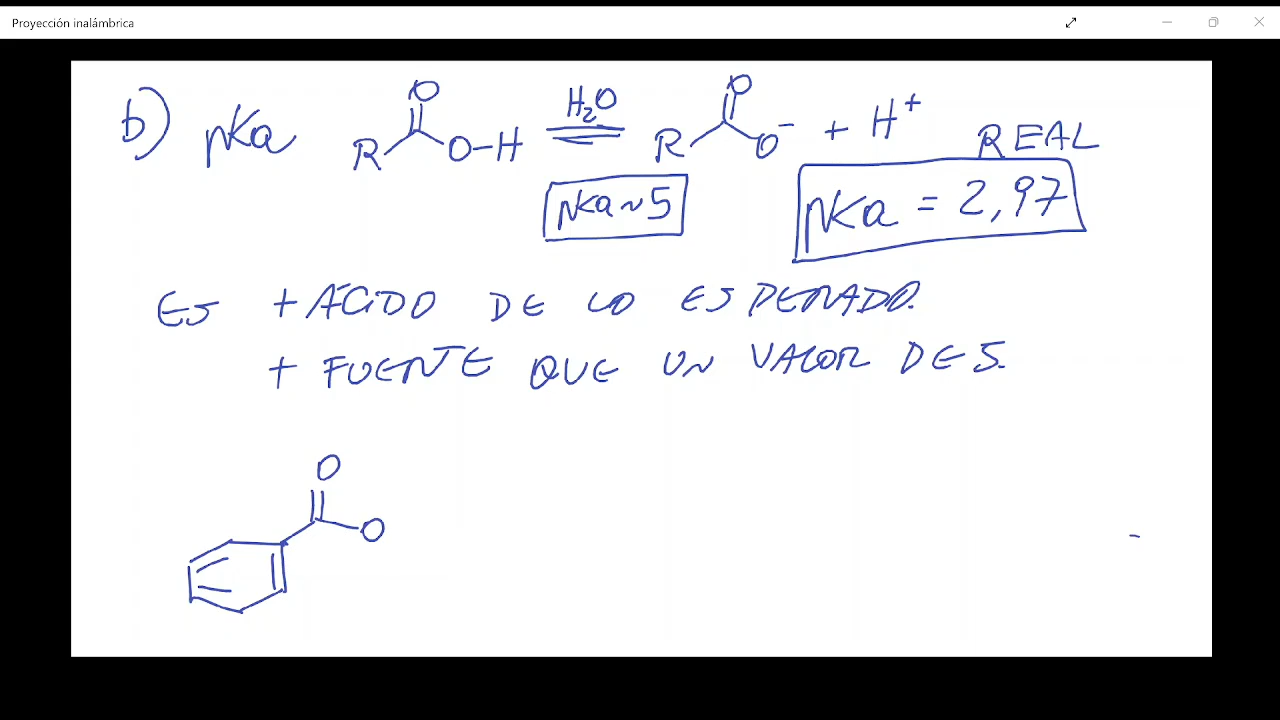 Proyección inalámbrica
b) pKa R O O-H H₂O R O O⁻ + H⁺ REAL
pKa ~ 5 pKa = 2,97
ES + ÁCIDO DE LO ESPERADO.
+ FUERTE QUE UN VALOR DE 5.
O
O